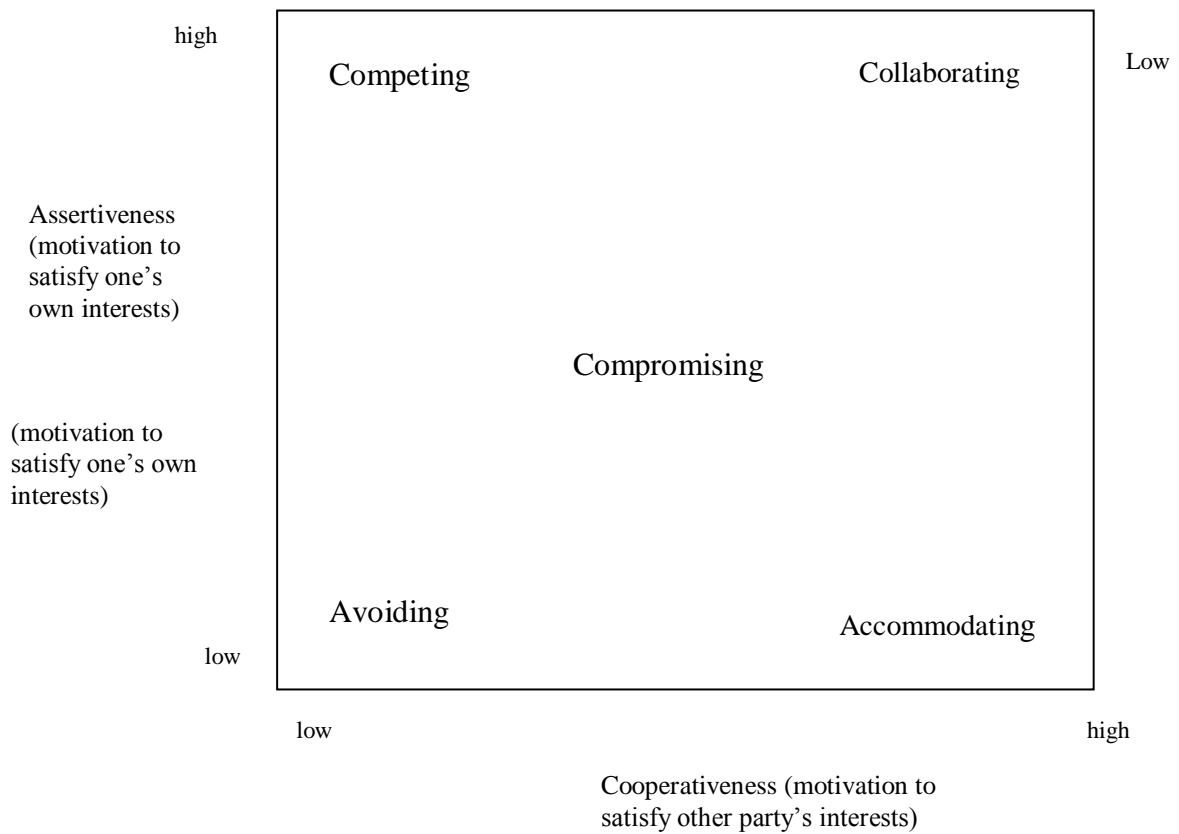 high
Competing
Collaborating
Low
Assertiveness
(motivation to
satisfy one’s
own interests)
Compromising
(motivation to
satisfy one’s own
interests)
Avoiding
Accommodating
low
low
high
Cooperativeness (motivation to
satisfy other party’s interests)